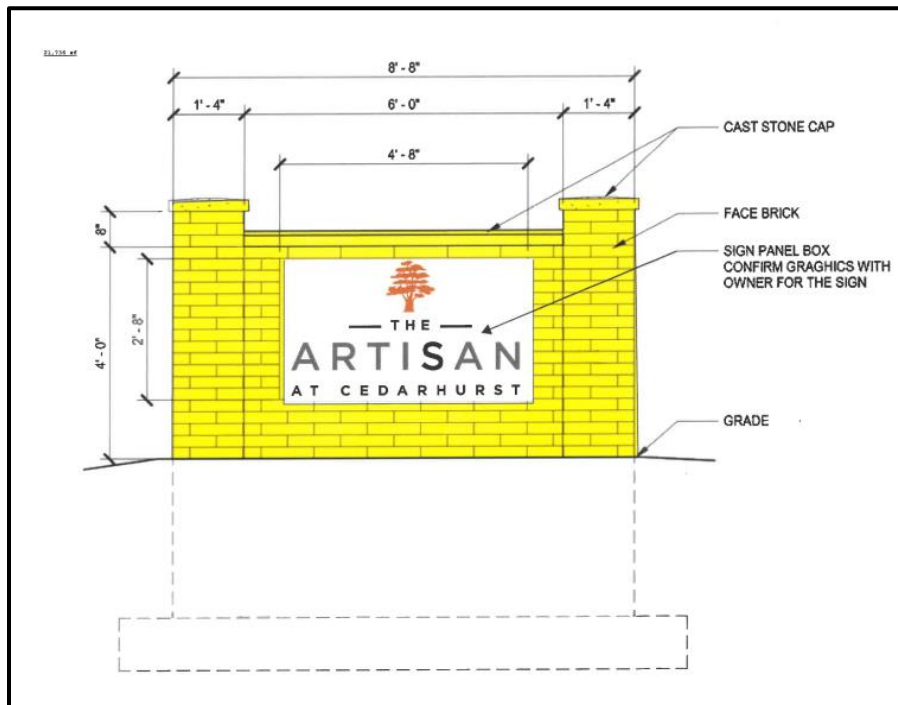 8' - 8"
1' - 4"
6' - 0"
1' - 4"
4' - 8"
CAST STONE CAP
8"
FACE BRICK
SIGN PANEL BOX
CONFIRM GRAGHICS WITH
OWNER FOR THE SIGN
4' - 0"
2' - 8"
THE
ARTISAN
AT CEDARHURST
GRADE